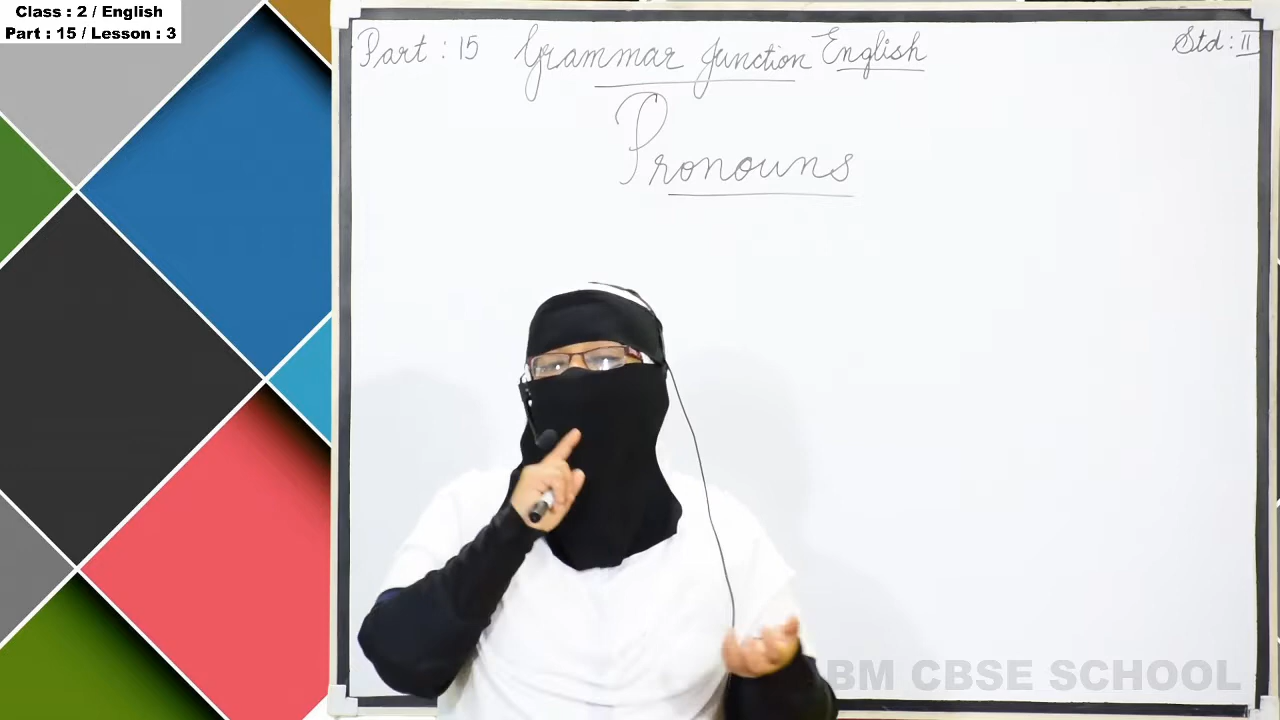 Class : 2 / English
Part : 15 / Lesson : 3
Part : 15 Grammar Junction English Std : II
Pronouns
BM CBSE SCHOOL